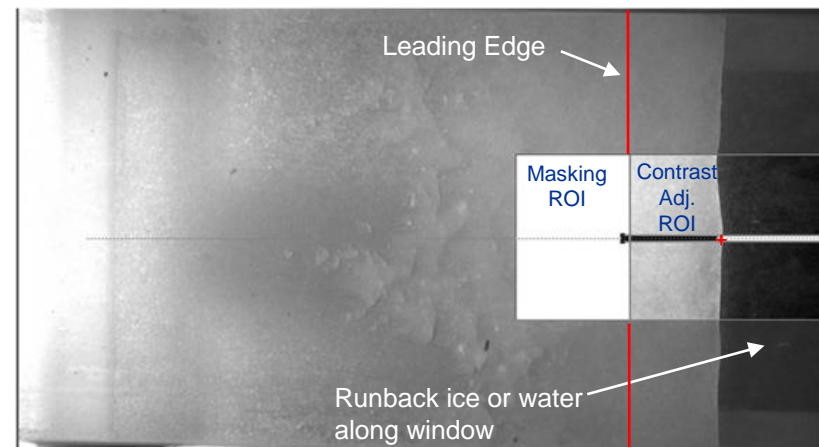 Leading Edge
Masking
ROI
Contrast
Adj.
ROI
Runback ice or water
along window